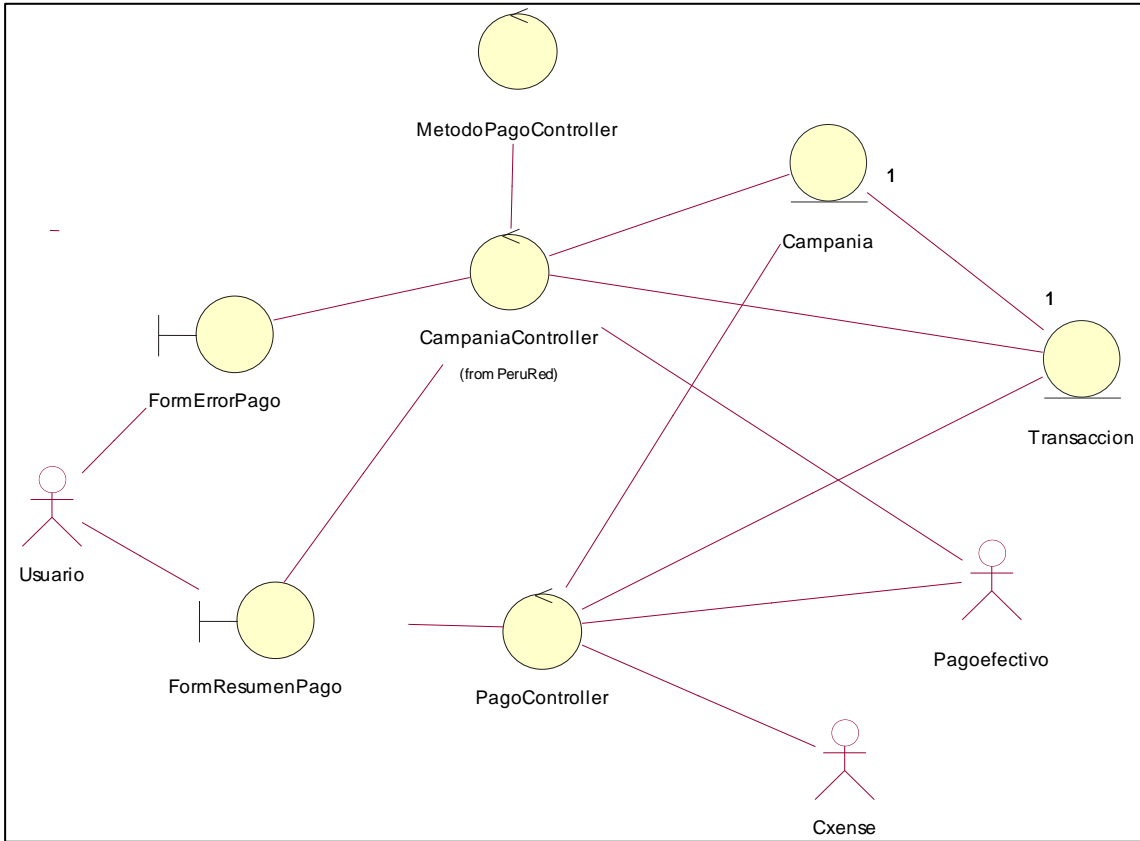 MetodoPagoController
1
Campania
1
CampaniaController
(from PeruRed)
FormErrorPago
Transaccion
Usuario
Pagoefectivo
FormResumenPago
PagoController
Cxense